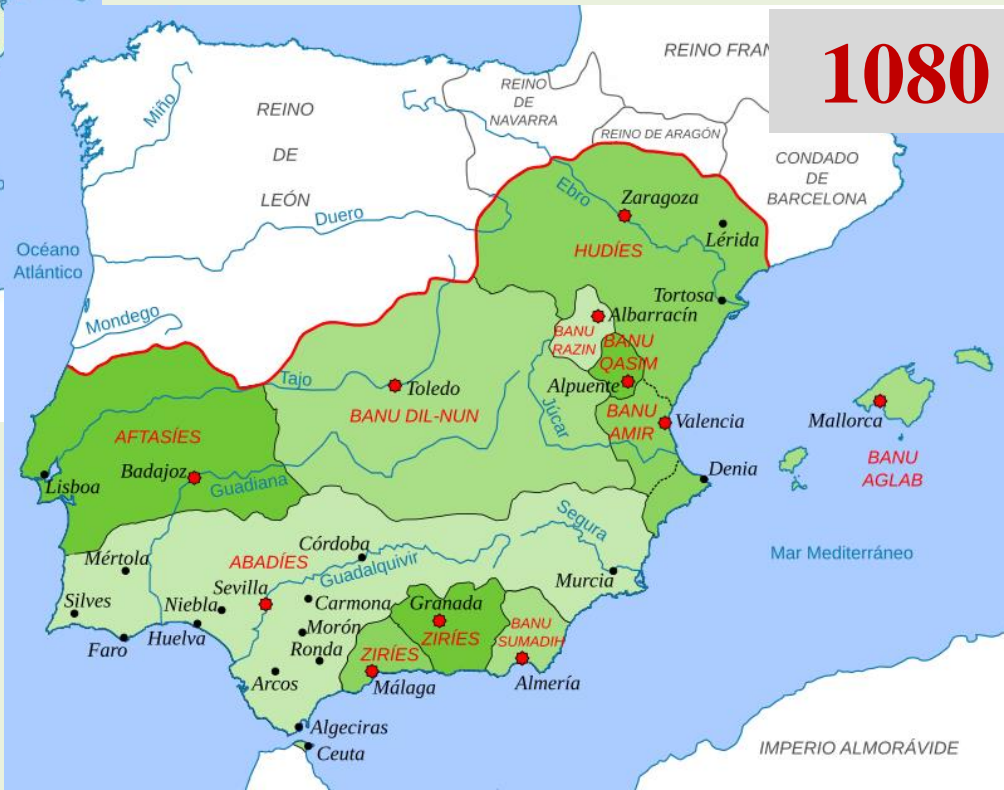 1080
REINO FRAN
REINO
DE
NAVARRA
REINO DE ARAGÓN
CONDADO
DE
BARCELONA
REINO
DE
LEÓN
Miño
Duero
Ebro
Zaragoza
HUDÍES
Lérida
Océano
Atlántico
Mondego
Tortosa
Albarracín
BANU
RAZIN
BANU
QASIM
Alpuente
Tajo
Toledo
BANU DIL-NUN
Júcar
BANU
AMIR
Valencia
Mallorca
BANU
AGLAB
AFTASÍES
Badajoz
Guadiana
Lisboa
Denia
Segura
Mar Mediterráneo
Mértola
ABADÍES
Córdoba
Guadalquivir
Murcia
Silves
Niebla
Sevilla
Carmona
Granada
ZIRÍES
BANU
SUMADIH
Faro
Huelva
Morón
Ronda
ZIRÍES
Arcos
Málaga
Almería
Algeciras
Ceuta
IMPERIO ALMORÁVIDE